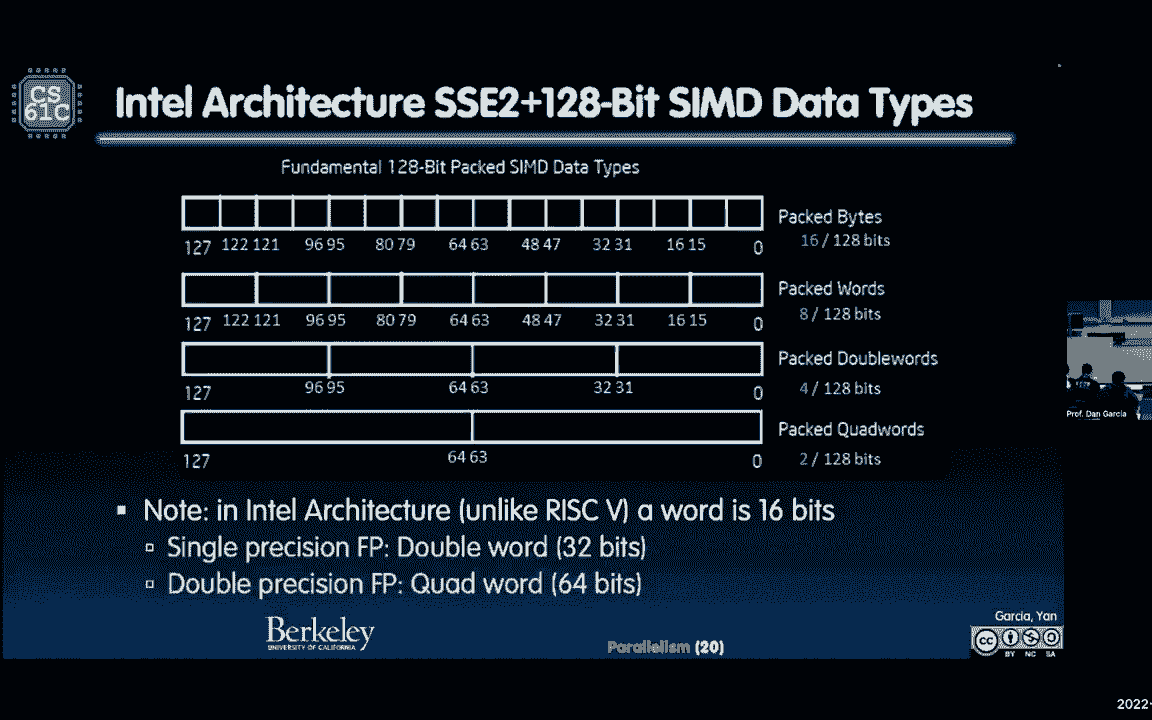 CS
61C
Intel Architecture SSE2+128-Bit SIMD Data Types
Fundamental 128-Bit Packed SIMD Data Types
Packed Bytes
16 / 128 bits
127 122 121 96 95 80 79 64 63 48 47 32 31 16 15 0
Packed Words
8 / 128 bits
127 122 121 96 95 80 79 64 63 48 47 32 31 16 15 0
Packed Doublewords
4 / 128 bits
127 96 95 64 63 32 31 0
Packed Quadwords
2 / 128 bits
127 64 63 0
Note: in Intel Architecture (unlike RISC V) a word is 16 bits
Single precision FP: Double word (32 bits)
Double precision FP: Quad word (64 bits)
Prof. Dan Garcia
Berkeley
UNIVERSITY OF CALIFORNIA
Parallelism (20)
Garcia, Yan
cc
BY NC SA
2022-